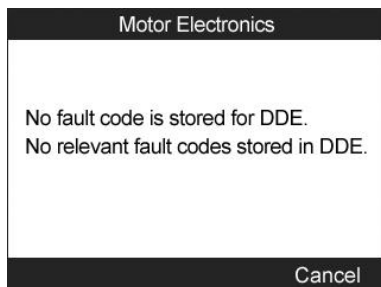 Motor Electronics
No fault code is stored for DDE.
No relevant fault codes stored in DDE.
Cancel